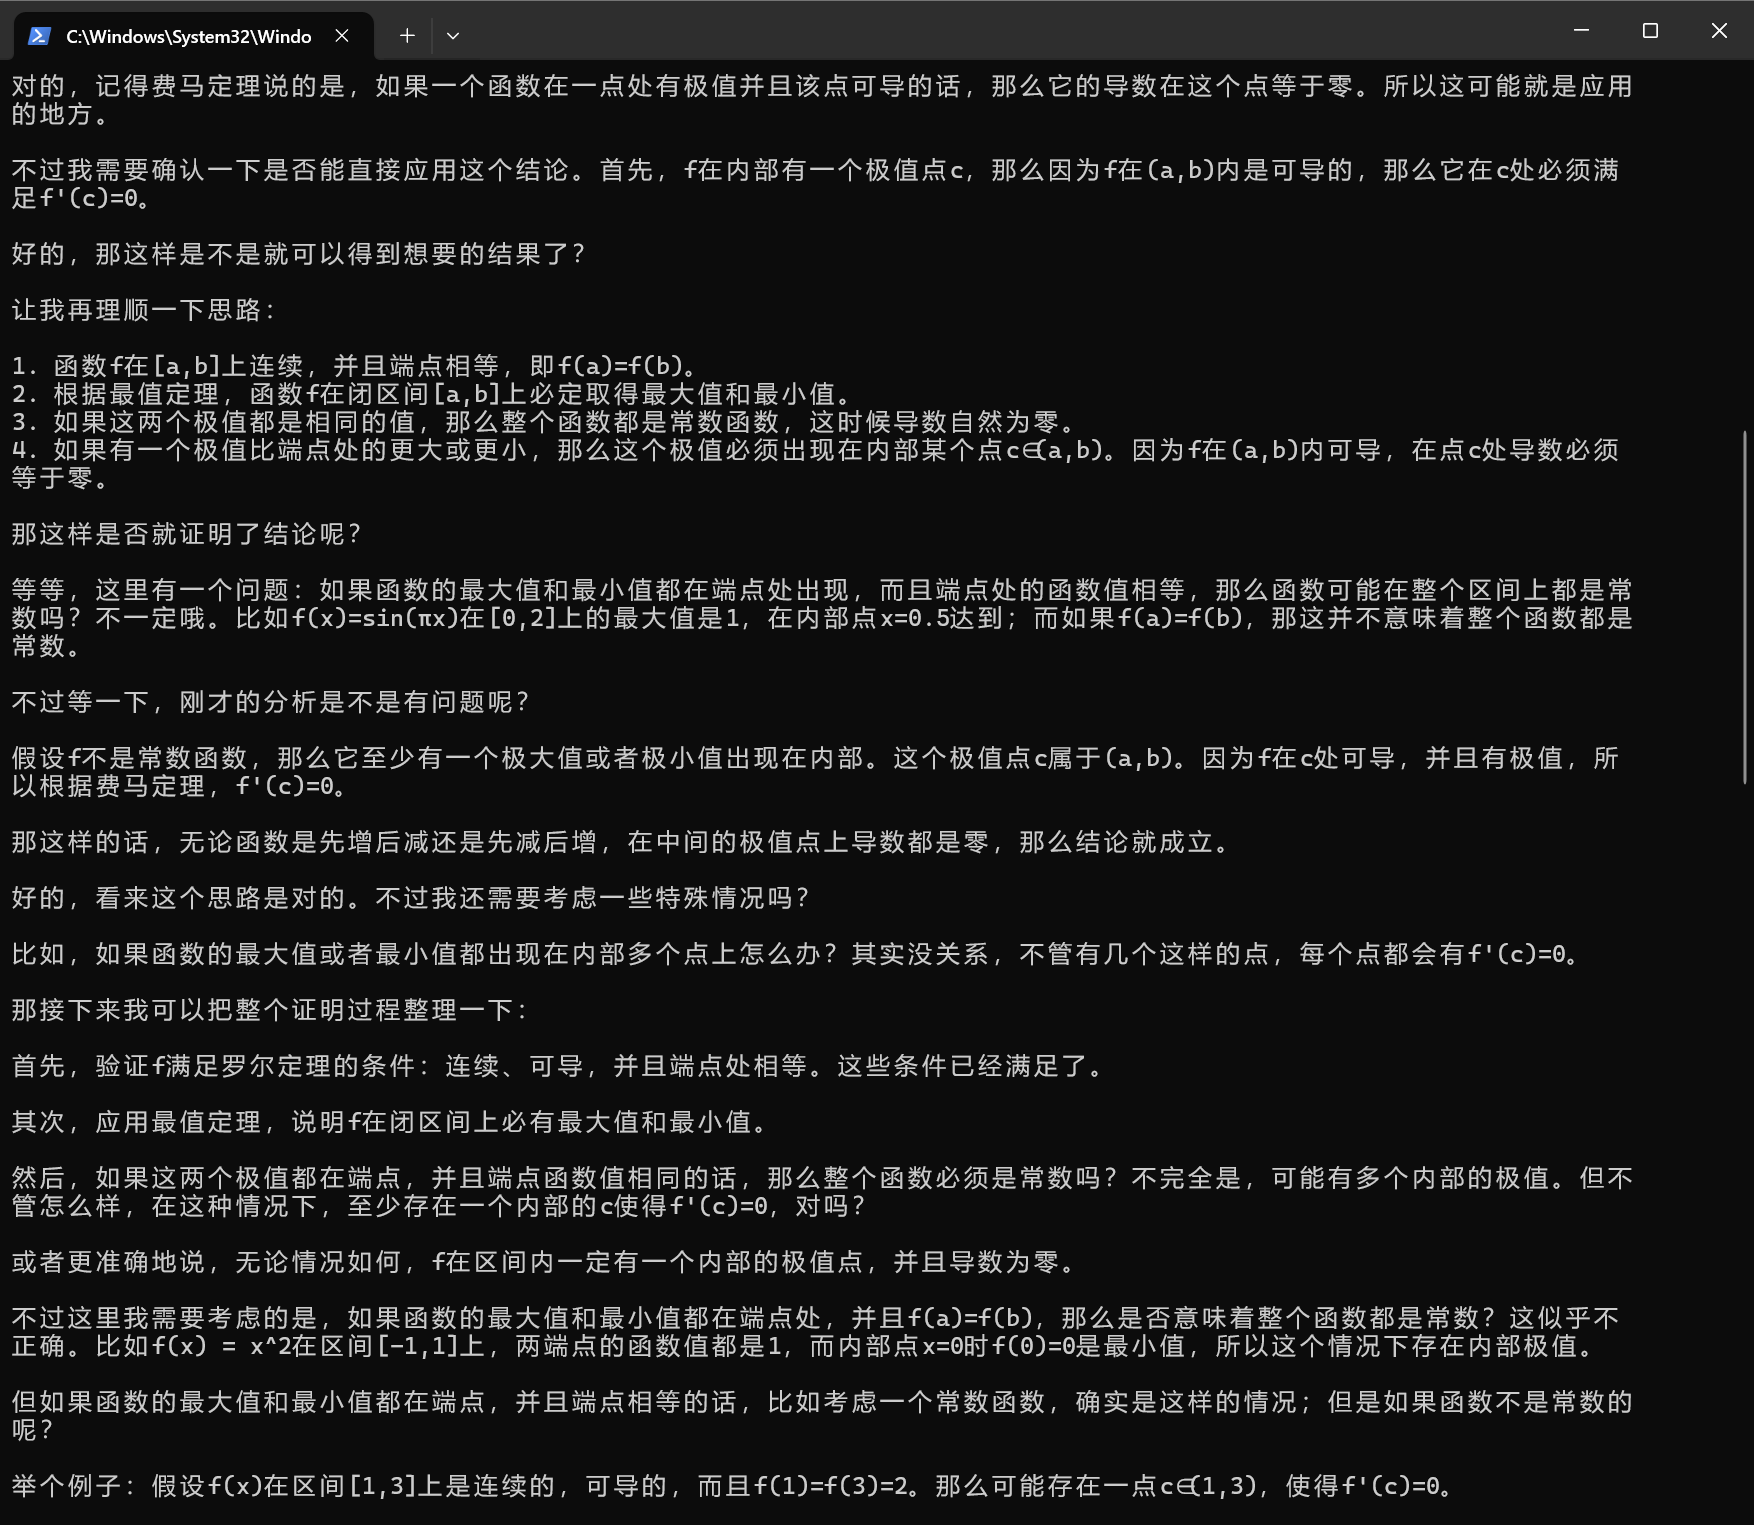 C:\Windows\System32\Windo
对的，记得费马定理说的是，如果一个函数在一点处有极值并且该点可导的话，那么它的导数在这个点等于零。所以这可能就是应用
的地方。
不过我需要确认一下是否能直接应用这个结论。首先，f在内部有一个极值点c，那么因为f在(a,b)内是可导的，那么它在c处必须满
足f'(c)=0。
好的，那这样是不是就可以得到想要的结果了？
让我再理顺一下思路：
1. 函数f在[a,b]上连续，并且端点相等，即f(a)=f(b)。
2. 根据最值定理，函数f在闭区间[a,b]上必定取得最大值和最小值。
3. 如果这两个极值都是相同的值，那么整个函数都是常数函数，这时候导数自然为零。
4. 如果有一个极值比端点处的更大或更小，那么这个极值必须出现在内部某个点c∈(a,b)。因为f在(a,b)内可导，在点c处导数必须
等于零。
那这样是否就证明了结论呢？
等等，这里有一个问题：如果函数的最大值和最小值都在端点处出现，而且端点处的函数值相等，那么函数可能在整个区间上都是常
数吗？不一定哦。比如f(x)=sin(πx)在[0,2]上的最大值是1，在内部点x=0.5达到；而如果f(a)=f(b)，那这并不意味着整个函数都是
常数。
不过等一下，刚才的分析是不是有问题呢？
假设f不是常数函数，那么它至少有一个极大值或者极小值出现在内部。这个极值点c属于(a,b)。因为f在c处可导，并且有极值，所
以根据费马定理，f'(c)=0。
那这样的话，无论函数是先增后减还是先减后增，在中间的极值点上导数都是零，那么结论就成立。
好的，看来这个思路是对的。不过我还需要考虑一些特殊情况吗？
比如，如果函数的最大值或者最小值都出现在内部多个点上怎么办？其实没关系，不管有几个这样的点，每个点都会有f'(c)=0。
那接下来我可以把整个证明过程整理一下：
首先，验证f满足罗尔定理的条件：连续、可导，并且端点处相等。这些条件已经满足了。
其次，应用最值定理，说明f在闭区间上必有最大值和最小值。
然后，如果这两个极值都在端点，并且端点函数值相同的话，那么整个函数必须是常数吗？不完全是，可能有多个内部的极值。但不
管怎么样，在这种情况下，至少存在一个内部的c使得f'(c)=0，对吗？
或者更准确地说，无论情况如何，f在区间内一定有一个内部的极值点，并且导数为零。
不过这里我需要考虑的是，如果函数的最大值和最小值都在端点处，并且f(a)=f(b)，那么是否意味着整个函数都是常数？这似乎不
正确。比如f(x) = x^2在区间[-1,1]上，两端点的函数值都是1，而内部点x=0时f(0)=0是最小值，所以这个情况下存在内部极值。
但如果函数的最大值和最小值都在端点，并且端点相等的话，比如考虑一个常数函数，确实是这样的情况；但是如果函数不是常数的
呢？
举个例子：假设f(x)在区间[1,3]上是连续的，可导的，而且f(1)=f(3)=2。那么可能存在一点c∈(1,3)，使得f'(c)=0。